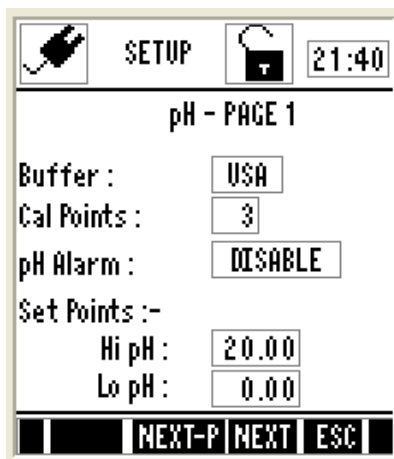 SETUP 21:40
pH - PAGE 1
Buffer : USA
Cal Points : 3
pH Alarm : DISABLE
Set Points :-
Hi pH : 20.00
Lo pH : 0.00
NEXT-P NEXT ESC